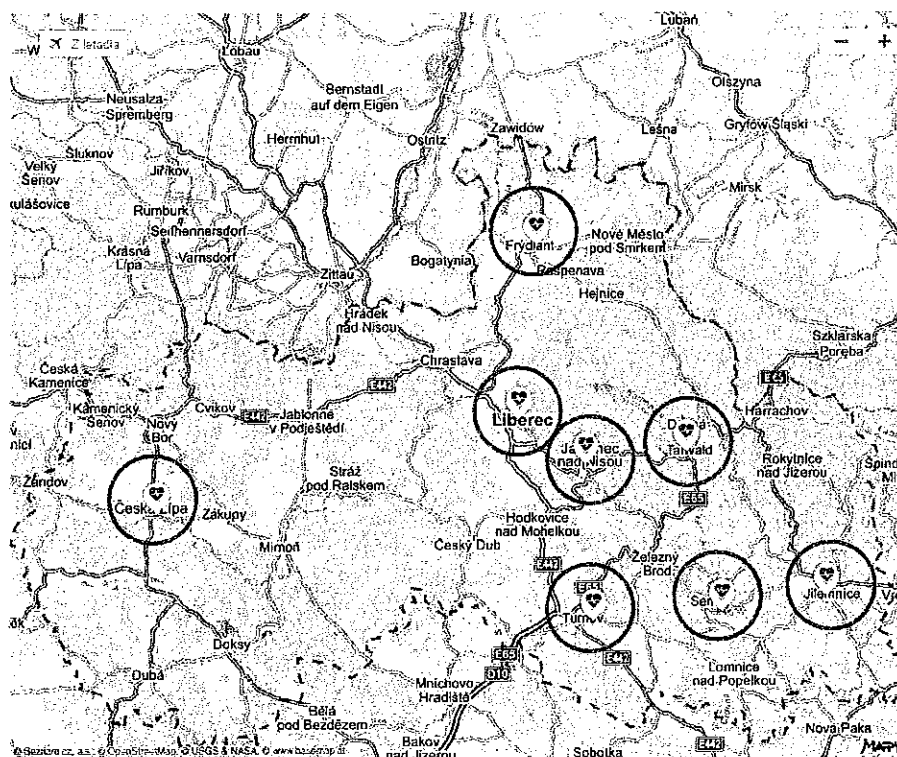 Lubań
Z letadla
Löbau
- +
Olszyna
Bernstadt
auf dem Eigen
Neusalza-
Spremberg
Gryfów Śląski
Zawidów
Leśna
Herrnhut
Ostritz
Šluknov
Velký
Šenov
Jiříkov
Mirsk
Rumburk
Seifhennersdorf
Nové Město
pod Smrkem
Frýdlant
Krásná
Lípa
Varnsdorf
Bogatynia
Raspenava
Zittau
Hejnice
Hrádek
nad Nisou
Szklarska
Poręba
Chrastava
Česká
Kamenice
E65
E442
Kamenický
Šenov
Cvikov
E442
Jablonné
v Podještědí
Liberec
Harrachov
Nový
Bor
Tanvald
nad Nisou
Rokytnice
nad Jizerou
Stráž
pod Ralskem
Žandov
E65
Česká Lípa
Zákupy
Hodkovice
nad Mohelkou
Mimoň
Český Dub
Železný
Brod
E442
E65
Jilemnice
Doksy
E65
E442
D10
Lomnice
nad Popelkou
Dubá
Mnichovo
Hradiště
Bělá
pod Bezdězem
Nová Paka
Bakov
nad Jizerou
Sobotka
E442
© Seznam.cz, a.s., © OpenStreetMap, © USGS & NASA, © www.basemap.at